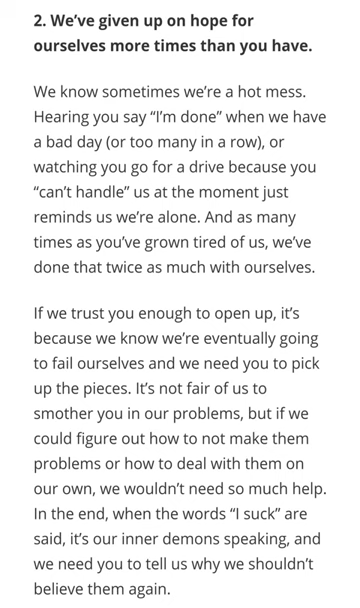 2. We’ve given up on hope for
ourselves more times than you have.
We know sometimes we’re a hot mess.
Hearing you say “I’m done” when we have
a bad day (or too many in a row), or
watching you go for a drive because you
“can’t handle” us at the moment just
reminds us we’re alone. And as many
times as you’ve grown tired of us, we’ve
done that twice as much with ourselves.
If we trust you enough to open up, it’s
because we know we’re eventually going
to fail ourselves and we need you to pick
up the pieces. It’s not fair of us to
smother you in our problems, but if we
could figure out how to not make them
problems or how to deal with them on
our own, we wouldn’t need so much help.
In the end, when the words “I suck” are
said, it’s our inner demons speaking, and
we need you to tell us why we shouldn’t
believe them again.